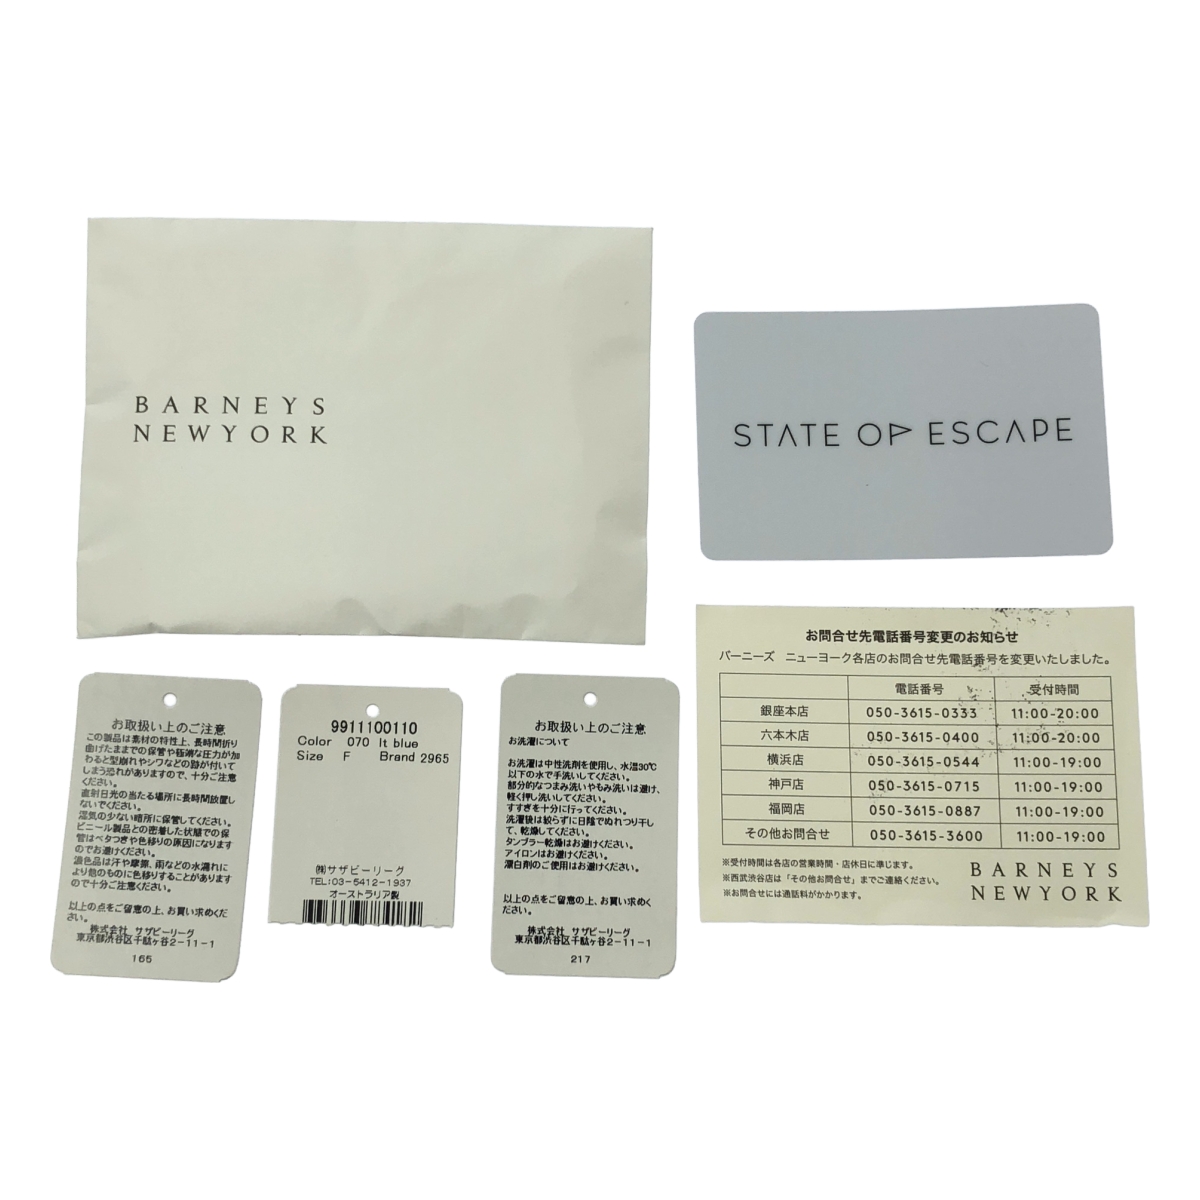 BARNEYS
NEWYORK
STATE OF ESCAPE
お問合せ先電話番号変更のお知らせ
バーニーズ ニューヨーク各店のお問合せ先電話番号を変更いたしました。
電話番号 受付時間
銀座本店 050-3615-0333 11:00-20:00
六本木店 050-3615-0400 11:00-20:00
横浜店 050-3615-0544 11:00-19:00
神戸店 050-3615-0715 11:00-19:00
福岡店 050-3615-0887 11:00-19:00
その他お問合せ 050-3615-3600 11:00-19:00
※受付時間は各店の営業時間・店休日に準じます。
※西武渋谷店は「その他お問合せ」までご連絡ください。
※お問合せには通話料がかかります。
BARNEYS
NEWYORK
お取扱い上のご注意
この製品は素材の特性上、長時間折り
曲げたままでの保管や極端な圧力が加
わると型崩れやシワなどの跡が付いて
しまう恐れがありますので、十分ご注意
ください。
直射日光の当たる場所に長時間放置し
ないでください。
湿気の少ない暗所に保管してください。
ビニール製品との密着した状態での保
管はベタつきや色移りの原因になります
のでお避けください。
濃色品は汗や摩擦、雨などの水濡れに
より他のものに色移りすることがあります
ので十分ご注意ください。
以上の点をご留意の上、お買い求めくだ
さい。
株式会社 サザビーリーグ
東京都渋谷区千駄ヶ谷2-11-1
165
9911100110
Color 070 lt blue
Size F Brand 2965
㈱サザビーリーグ
TEL:03-5412-1937
オーストラリア製
お取扱い上のご注意
お洗濯について
お洗濯は中性洗剤を使用し、水温30℃
以下の水で手洗いしてください。
部分的なつまみ洗いやもみ洗いは避け、
軽く押し洗いしてください。
すすぎを十分に行ってください。
洗濯後は絞らずに日陰でぬれつり干し
して、乾燥してください。
タンブラー乾燥はお避けください。
アイロンはお避けください。
漂白剤のご使用はお避けください。
以上の点をご留意の上、お買い求めく
ださい。
株式会社 サザビーリーグ
東京都渋谷区千駄ヶ谷2-11-1
217